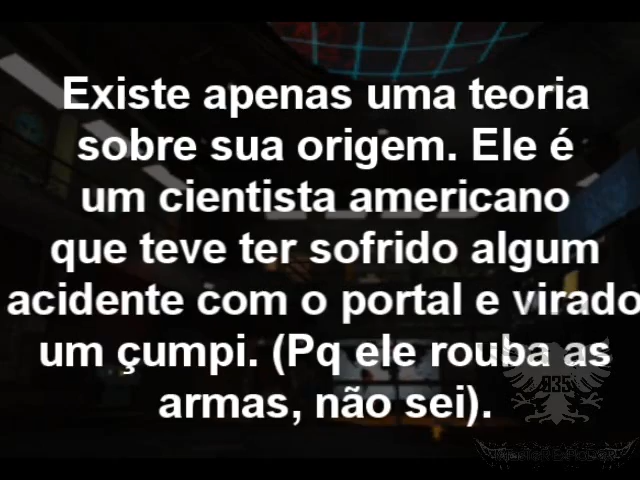 Existe apenas uma teoria
sobre sua origem. Ele é
um cientista americano
que teve ter sofrido algum
acidente com o portal e virado
um çumpi. (Pq ele rouba as
armas, não sei).
935